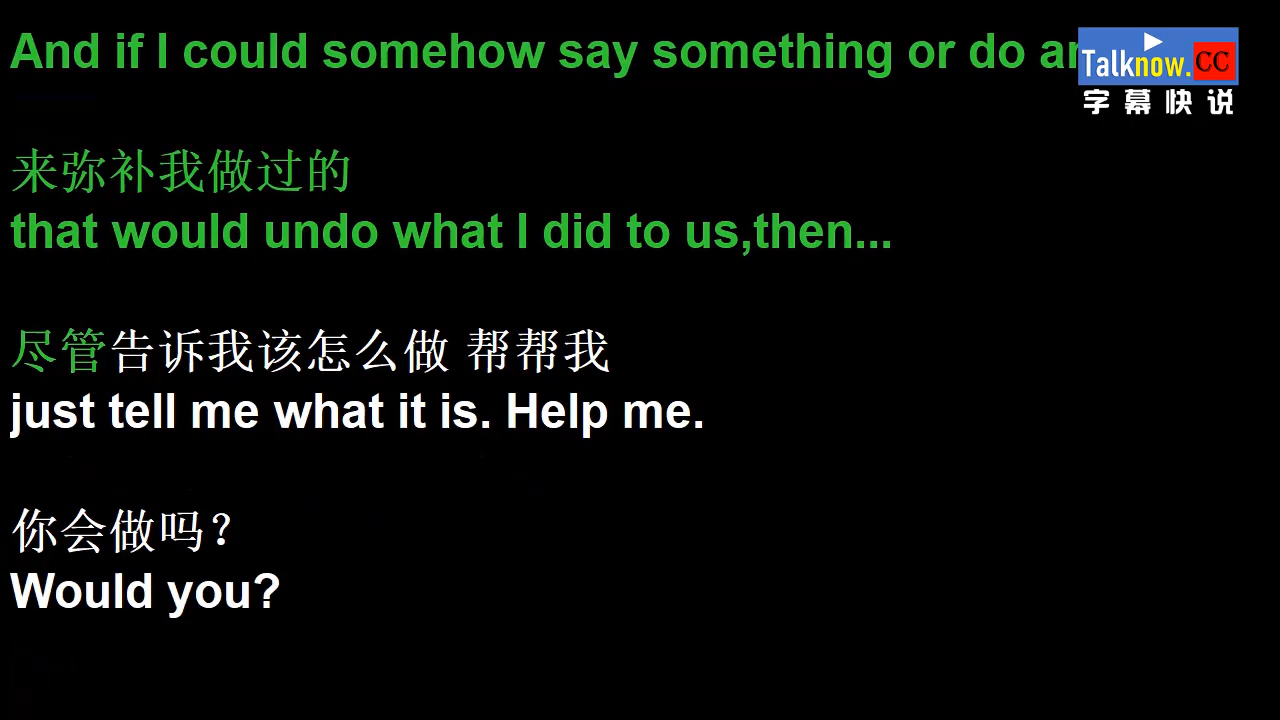 And if I could somehow say something or do
Talknow.CC
字幕快说
来弥补我做过的
that would undo what I did to us,then...
尽管告诉我该怎么做 帮帮我
just tell me what it is. Help me.
你会做吗？
Would you?